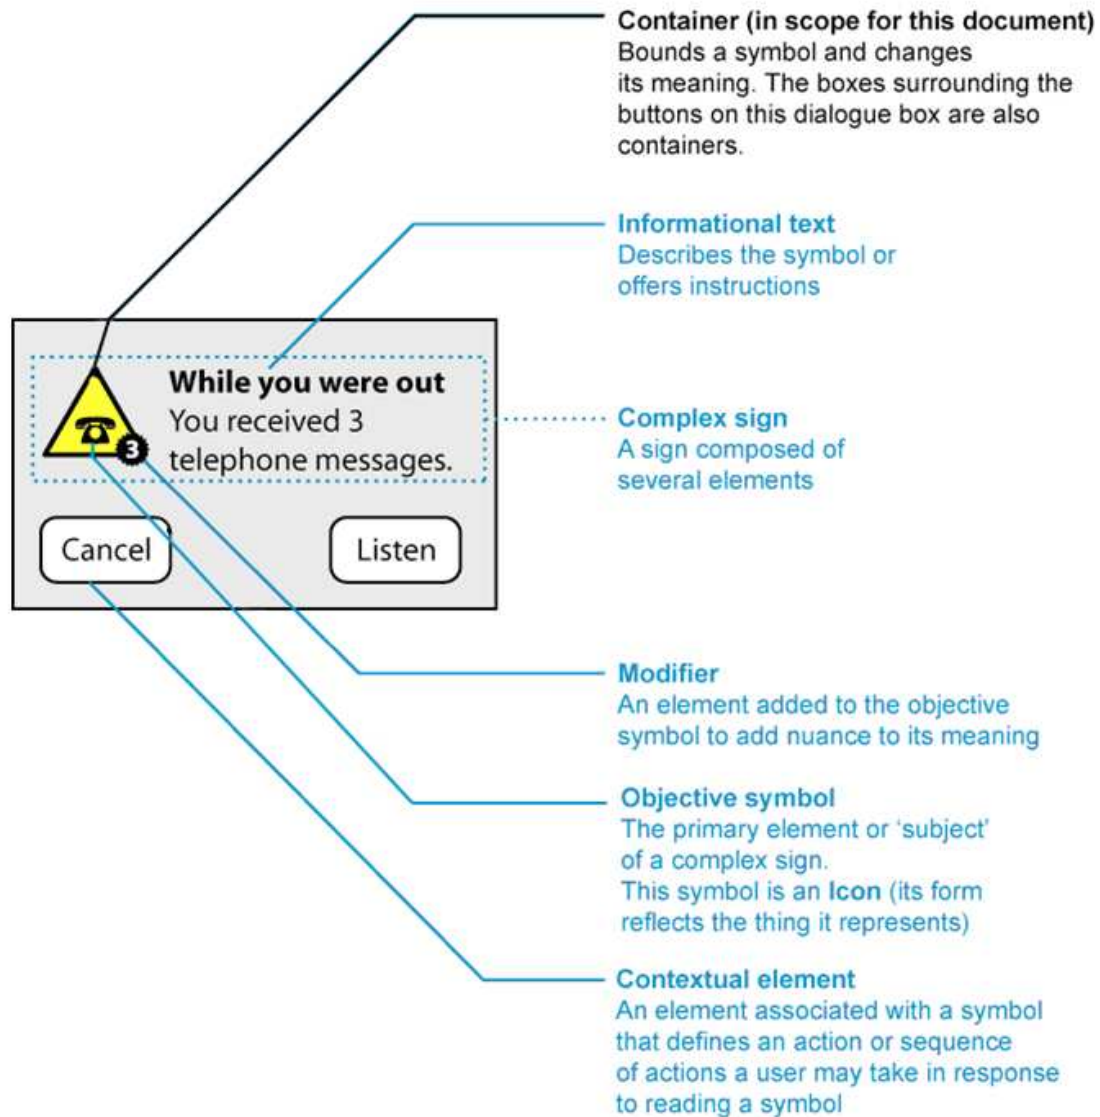 Container (in scope for this document)
Bounds a symbol and changes
its meaning. The boxes surrounding the
buttons on this dialogue box are also
containers.
Informational text
Describes the symbol or
offers instructions
While you were out
You received 3
telephone messages.
3
Complex sign
A sign composed of
several elements
Cancel
Listen
Modifier
An element added to the objective
symbol to add nuance to its meaning
Objective symbol
The primary element or ‘subject’
of a complex sign.
This symbol is an Icon (its form
reflects the thing it represents)
Contextual element
An element associated with a symbol
that defines an action or sequence
of actions a user may take in response
to reading a symbol